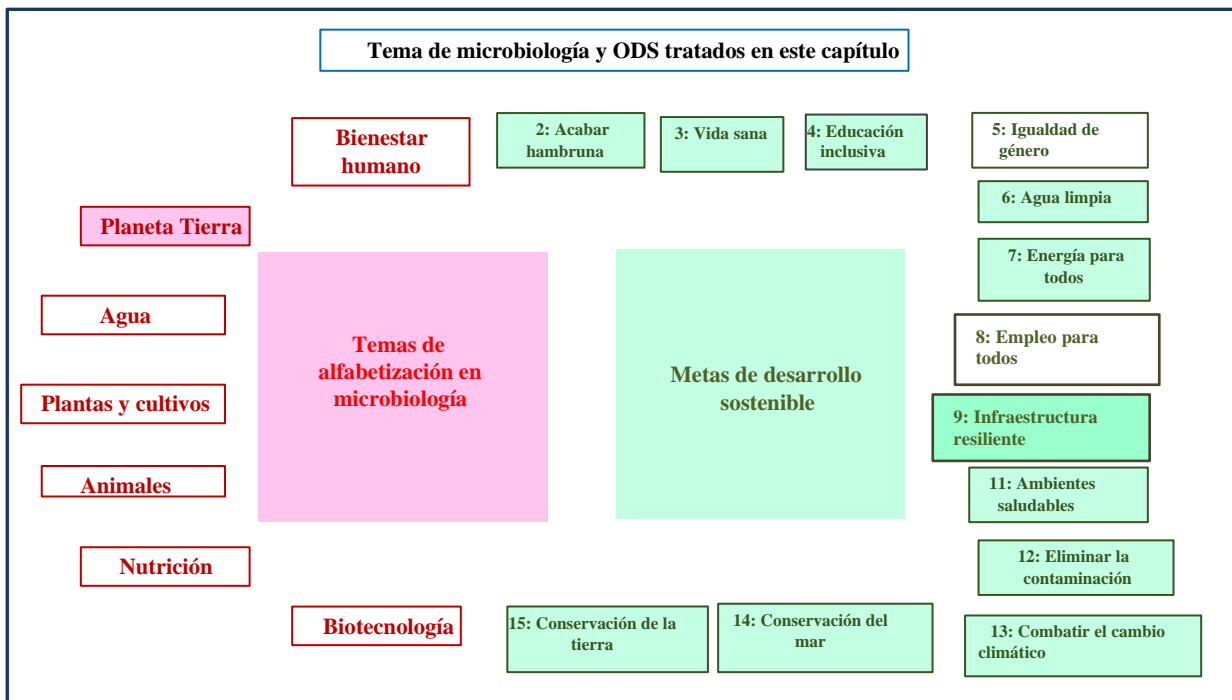 Tema de microbiología y ODS tratados en este capítulo
Bienestar
humano
2: Acabar
hambruna
3: Vida sana
4: Educación
inclusiva
5: Igualdad de
género
6: Agua limpia
Planeta Tierra
7: Energía para
todos
Agua
8: Empleo para
todos
Temas de
alfabetización en
microbiología
Metas de desarrollo
sostenible
Plantas y cultivos
9: Infraestructura
resiliente
Animales
11: Ambientes
saludables
Nutrición
12: Eliminar la
contaminación
Biotecnología
15: Conservación de la
tierra
14: Conservación del
mar
13: Combatir el cambio
climático